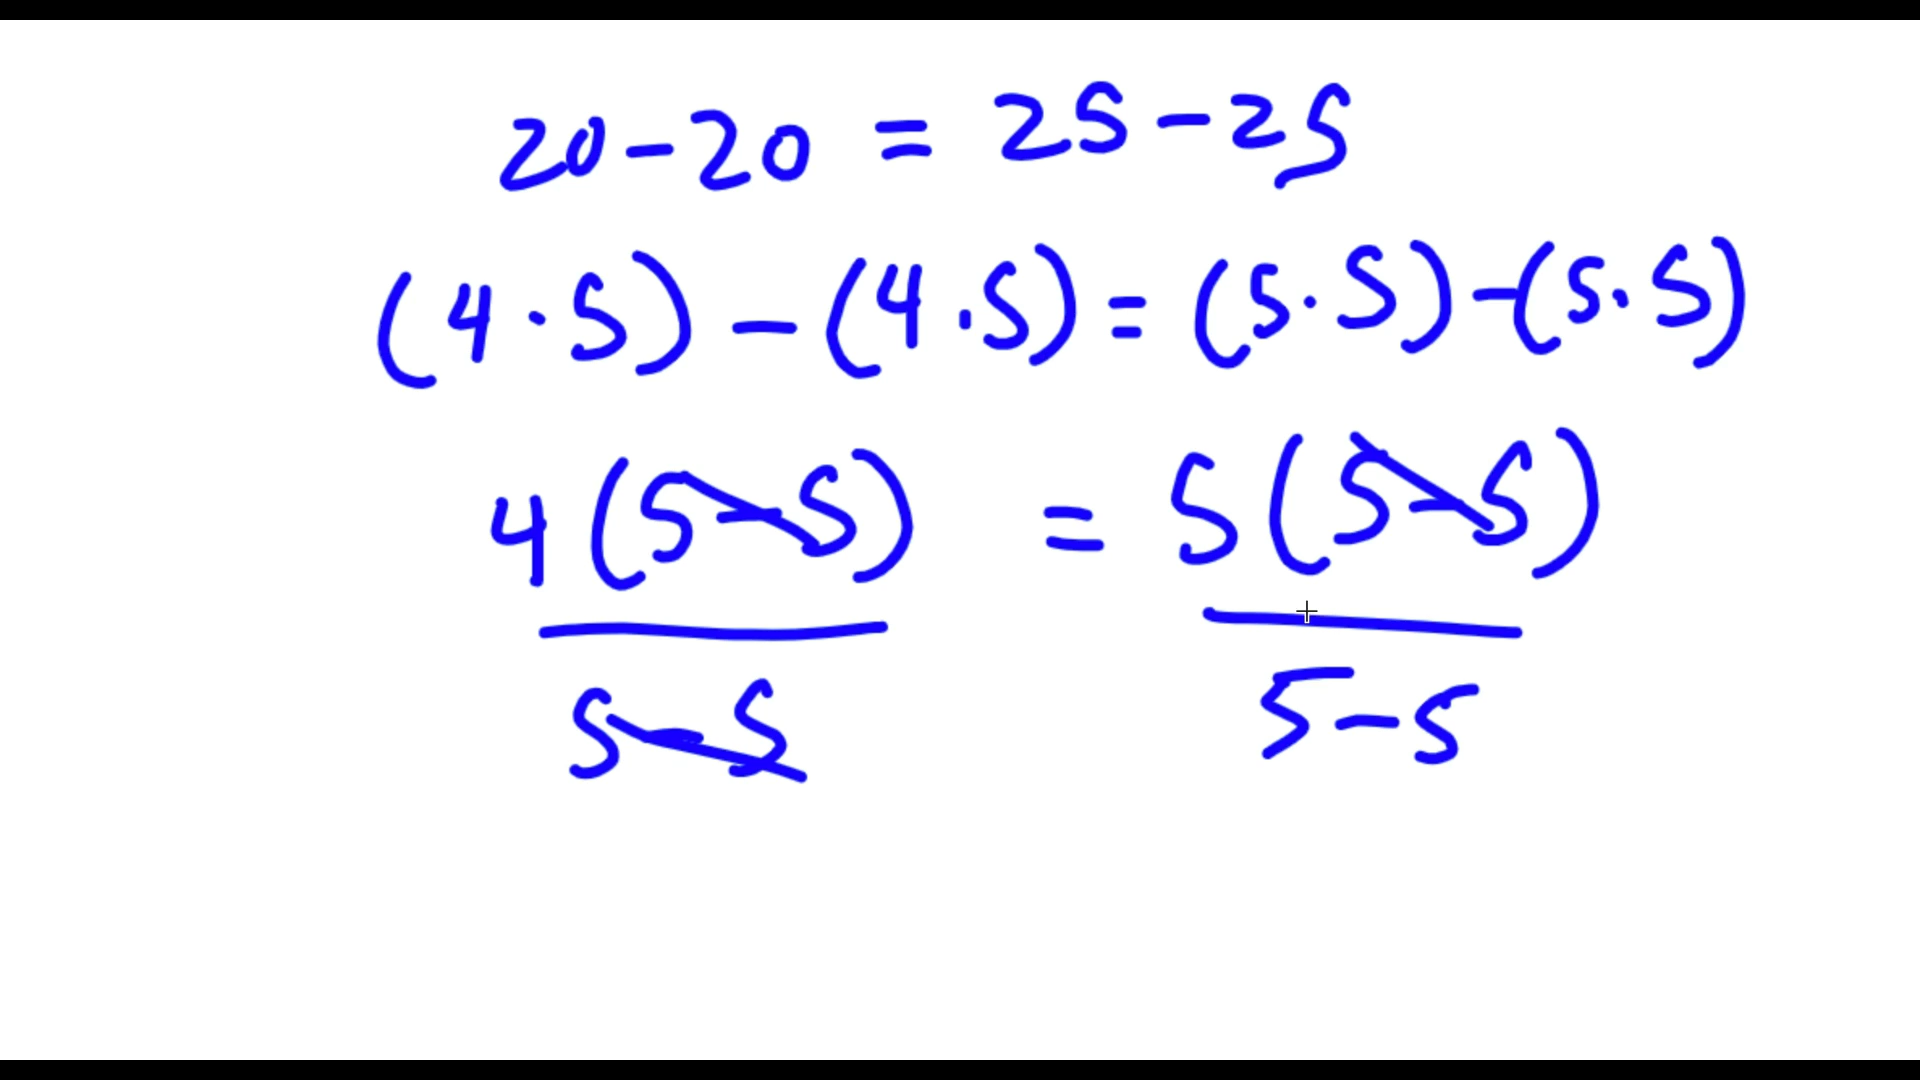 20-20 = 25-25
(4·5) - (4·5) = (5·5) - (5·5)
4(5-5) = 5(5-5)
5-5 5-5